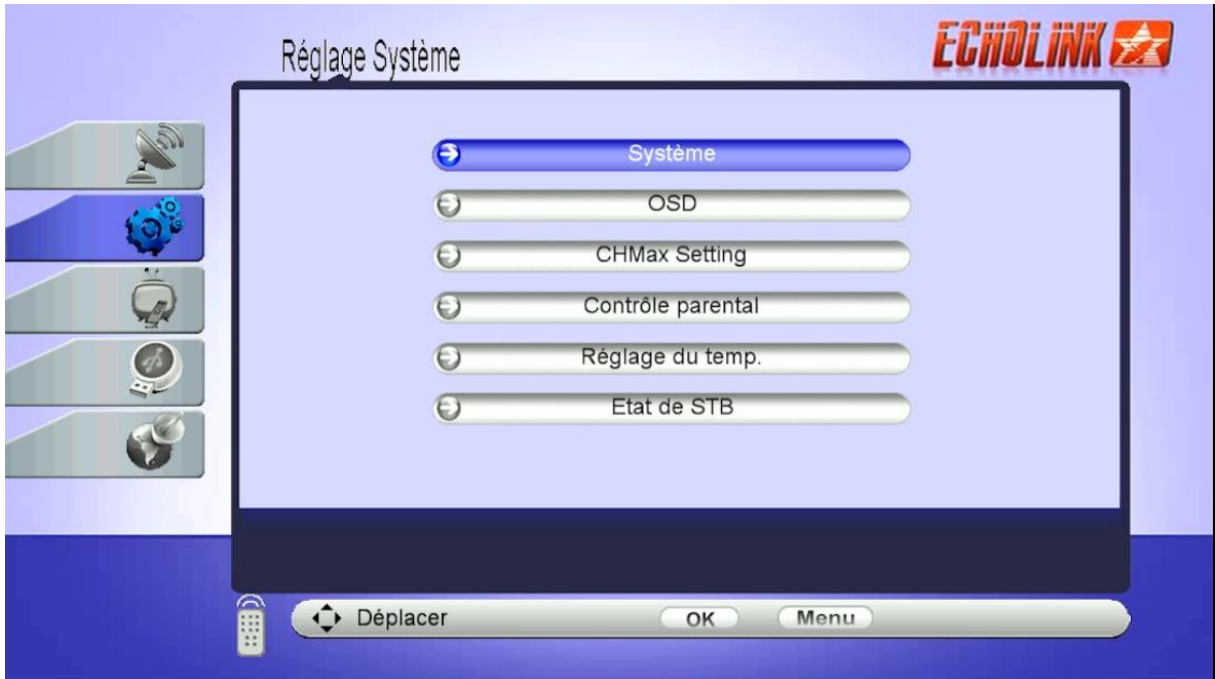 Réglage Système
ECHOLINK
Système
OSD
CHMax Setting
Contrôle parental
Réglage du temp.
Etat de STB
Déplacer OK Menu